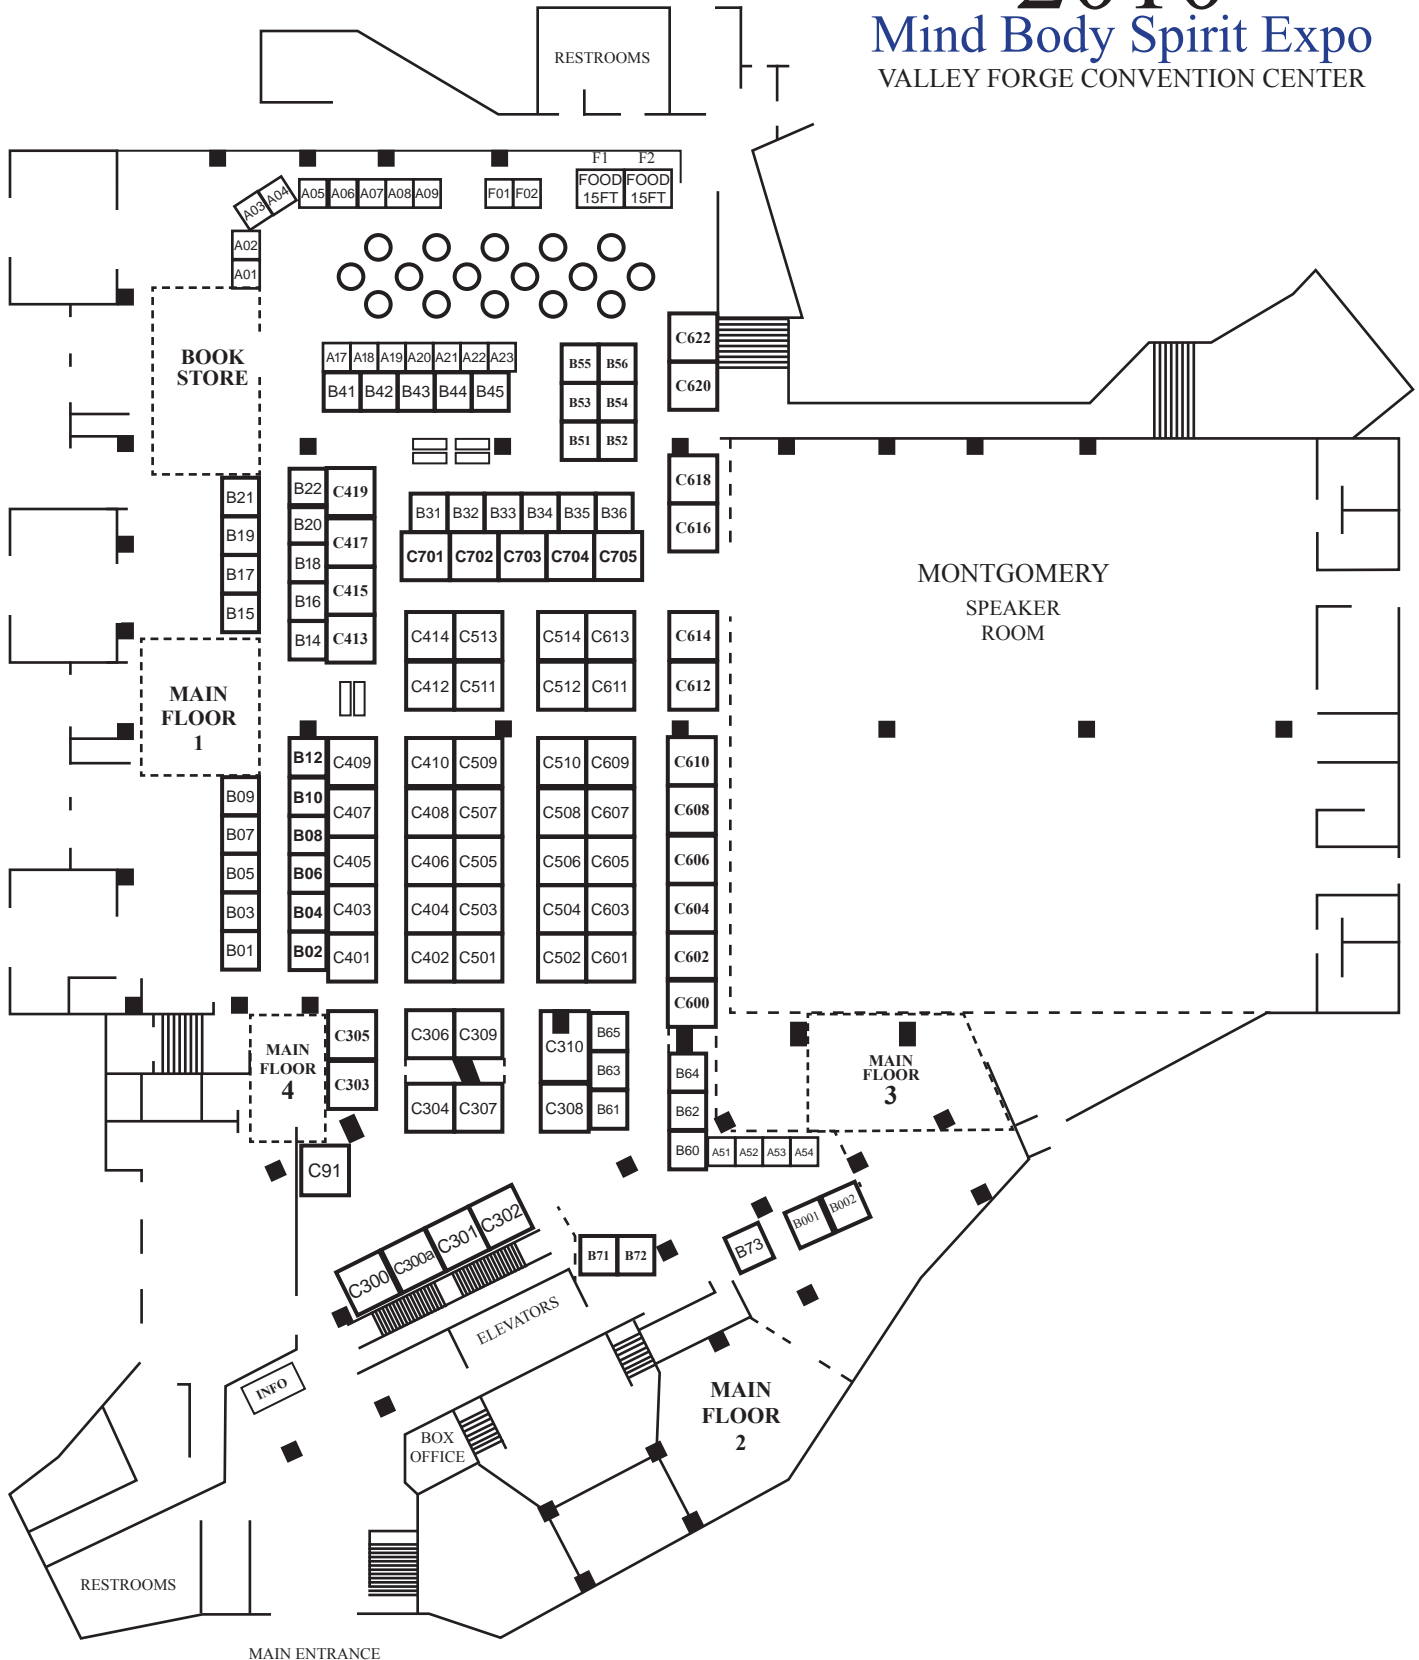 2016
Mind Body Spirit Expo
VALLEY FORGE CONVENTION CENTER
RESTROOMS
F1 F2
FOOD 15FT
FOOD 15FT
A03 A04 A05 A06 A07 A08 A09 F01 F02
A02
A01
BOOK
STORE
A17 A18 A19 A20 A21 A22 A23
B41 B42 B43 B44 B45
B55 B56
B53 B54
B51 B52
C622
C620
C618
C616
B21
B19
B17
B15
B22
B20
B18
B16
B14
C419
C417
C415
C413
B31 B32 B33 B34 B35 B36
C701 C702 C703 C704 C705
MONTGOMERY
SPEAKER
ROOM
C414 C513 C514 C613 C614
C412 C511 C512 C611 C612
MAIN
FLOOR
1
B09
B07
B05
B03
B01
B12
B10
B08
B06
B04
B02
C409 C410 C509 C510 C609 C610
C407 C408 C507 C508 C607 C608
C405 C406 C505 C506 C605 C606
C403 C404 C503 C504 C603 C604
C401 C402 C501 C502 C601 C602
C600
MAIN
FLOOR
4
C305
C303
C306 C309
C304 C307
C310
C308
B65
B63
B61
B64
B62
B60
A51 A52 A53 A54
MAIN
FLOOR
3
C91
C300 C300a C301 C302
B71 B72
B73
B001 B002
ELEVATORS
INFO
BOX
OFFICE
MAIN
FLOOR
2
RESTROOMS
MAIN ENTRANCE